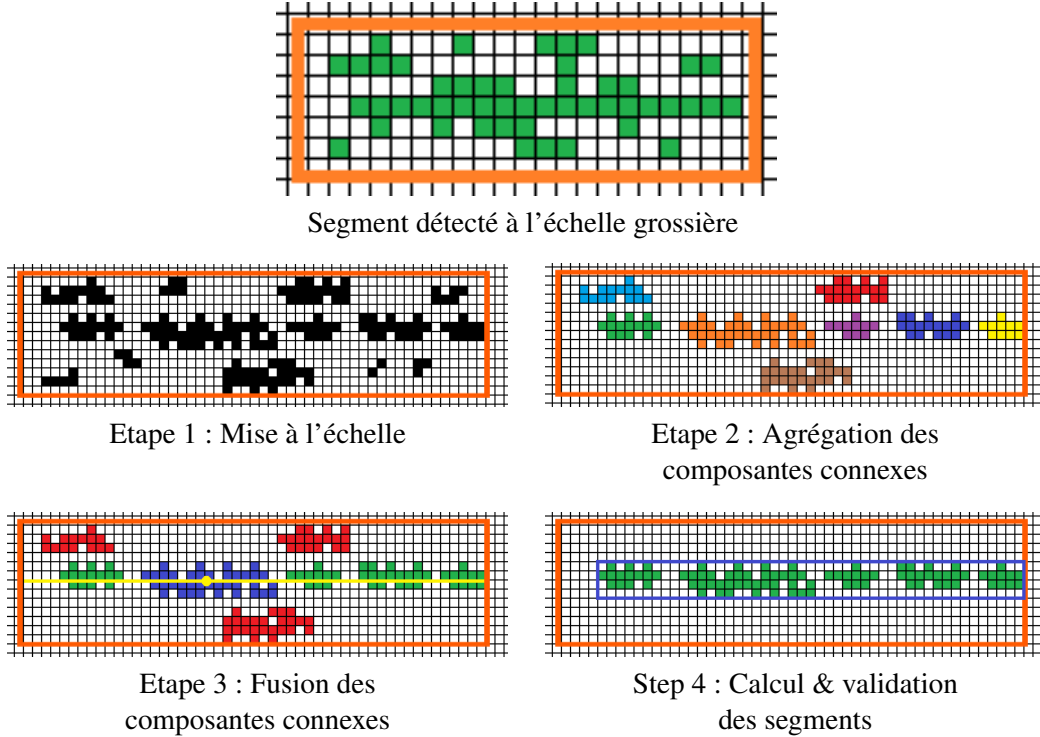 Segment détecté à l'échelle grossière
Etape 1 : Mise à l'échelle
Etape 2 : Agrégation des
composantes connexes
Etape 3 : Fusion des
composantes connexes
Step 4 : Calcul & validation
des segments